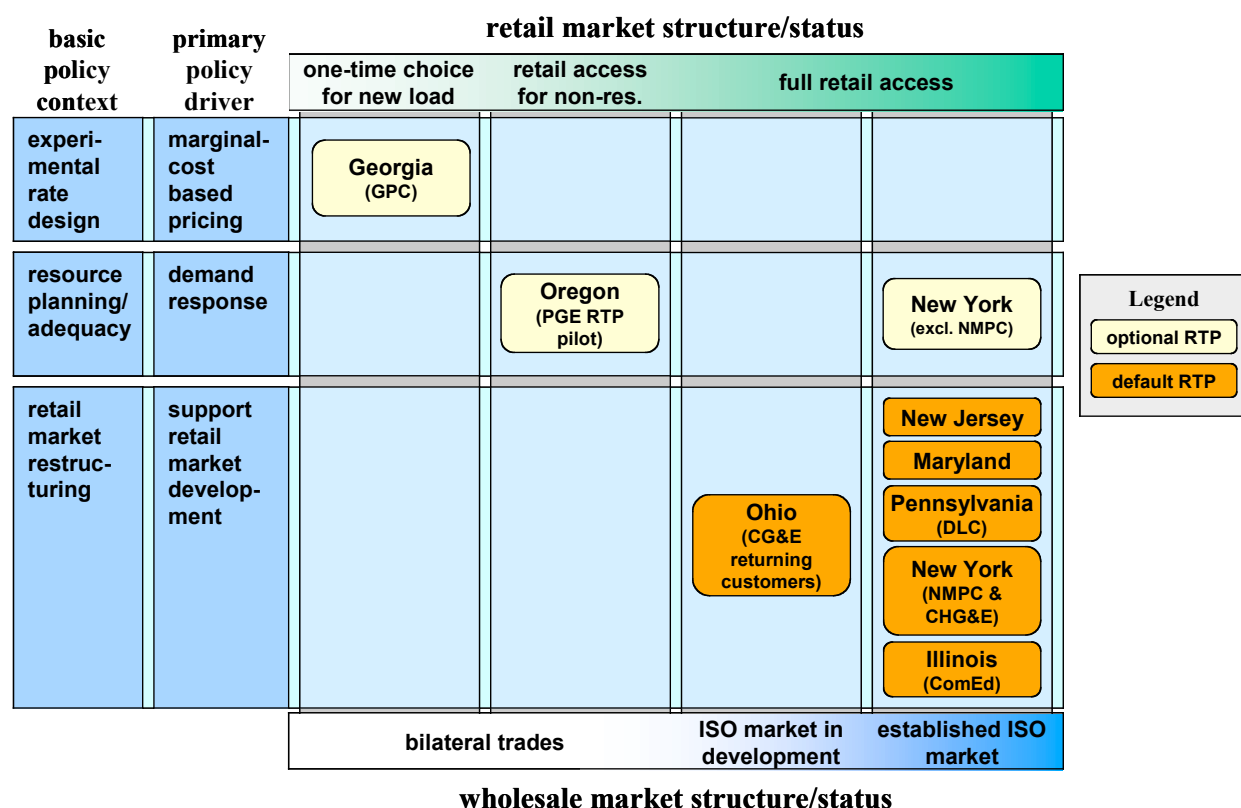 retail market structure/status
basic
policy
context
primary
policy
driver
one-time choice
for new load
retail access
for non-res.
full retail access
experi-
mental
rate
design
marginal-
cost
based
pricing
Georgia
(GPC)
resource
planning/
adequacy
demand
response
Oregon
(PGE RTP
pilot)
New York
(excl. NMPC)
Legend
optional RTP
default RTP
retail
market
restruc-
turing
support
retail
market
develop-
ment
Ohio
(CG&E
returning
customers)
New Jersey
Maryland
Pennsylvania
(DLC)
New York
(NMPC &
CHG&E)
Illinois
(ComEd)
bilateral trades
ISO market in
development
established ISO
market
wholesale market structure/status